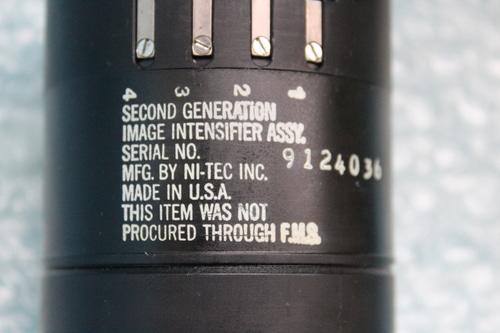 4 3 2 1
SECOND GENERATION
IMAGE INTENSIFIER ASSY.
SERIAL NO. 9124036
MFG. BY NI-TEC INC.
MADE IN U.S.A.
THIS ITEM WAS NOT
PROCURED THROUGH F.M.S.